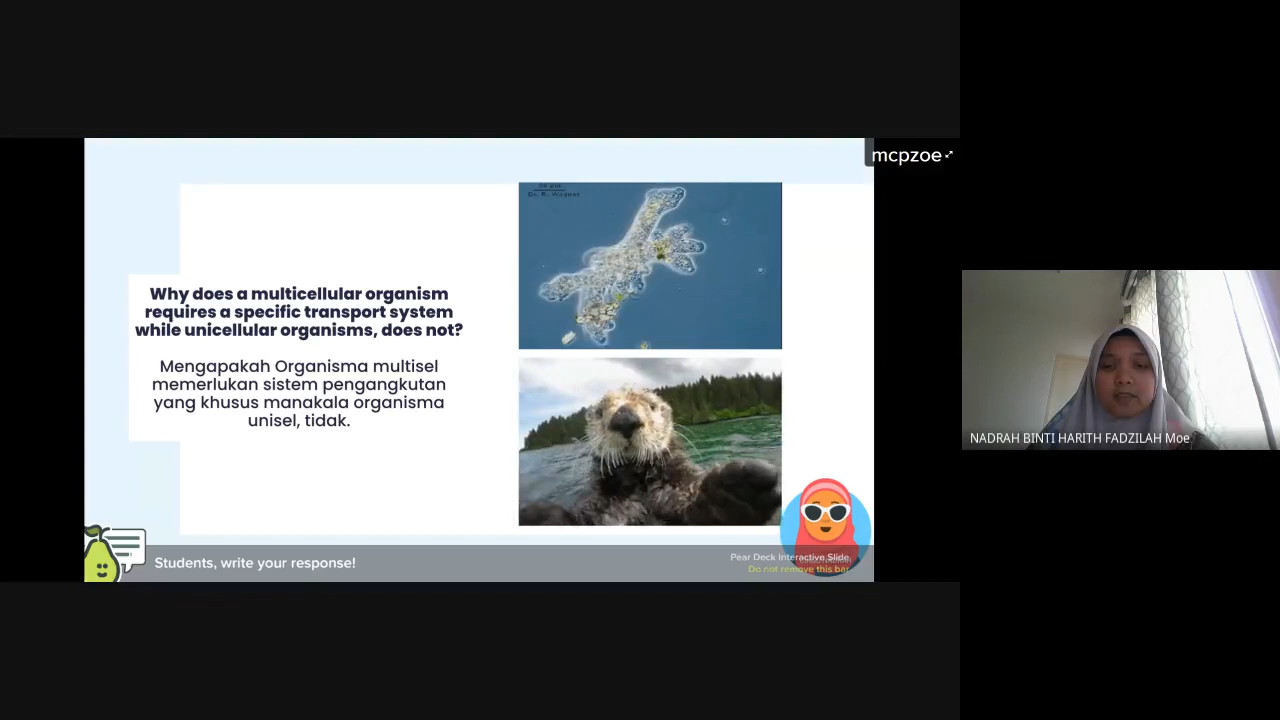 mcpzoe
Dr. R. Wagner
Why does a multicellular organism
requires a specific transport system
while unicellular organisms, does not?
Mengapakah Organisma multisel
memerlukan sistem pengangkutan
yang khusus manakala organisma
unisel, tidak.
NADRAH BINTI HARITH FADZILAH Moe
Students, write your response!
Pear Deck Interactive Slide
Do not remove this bar